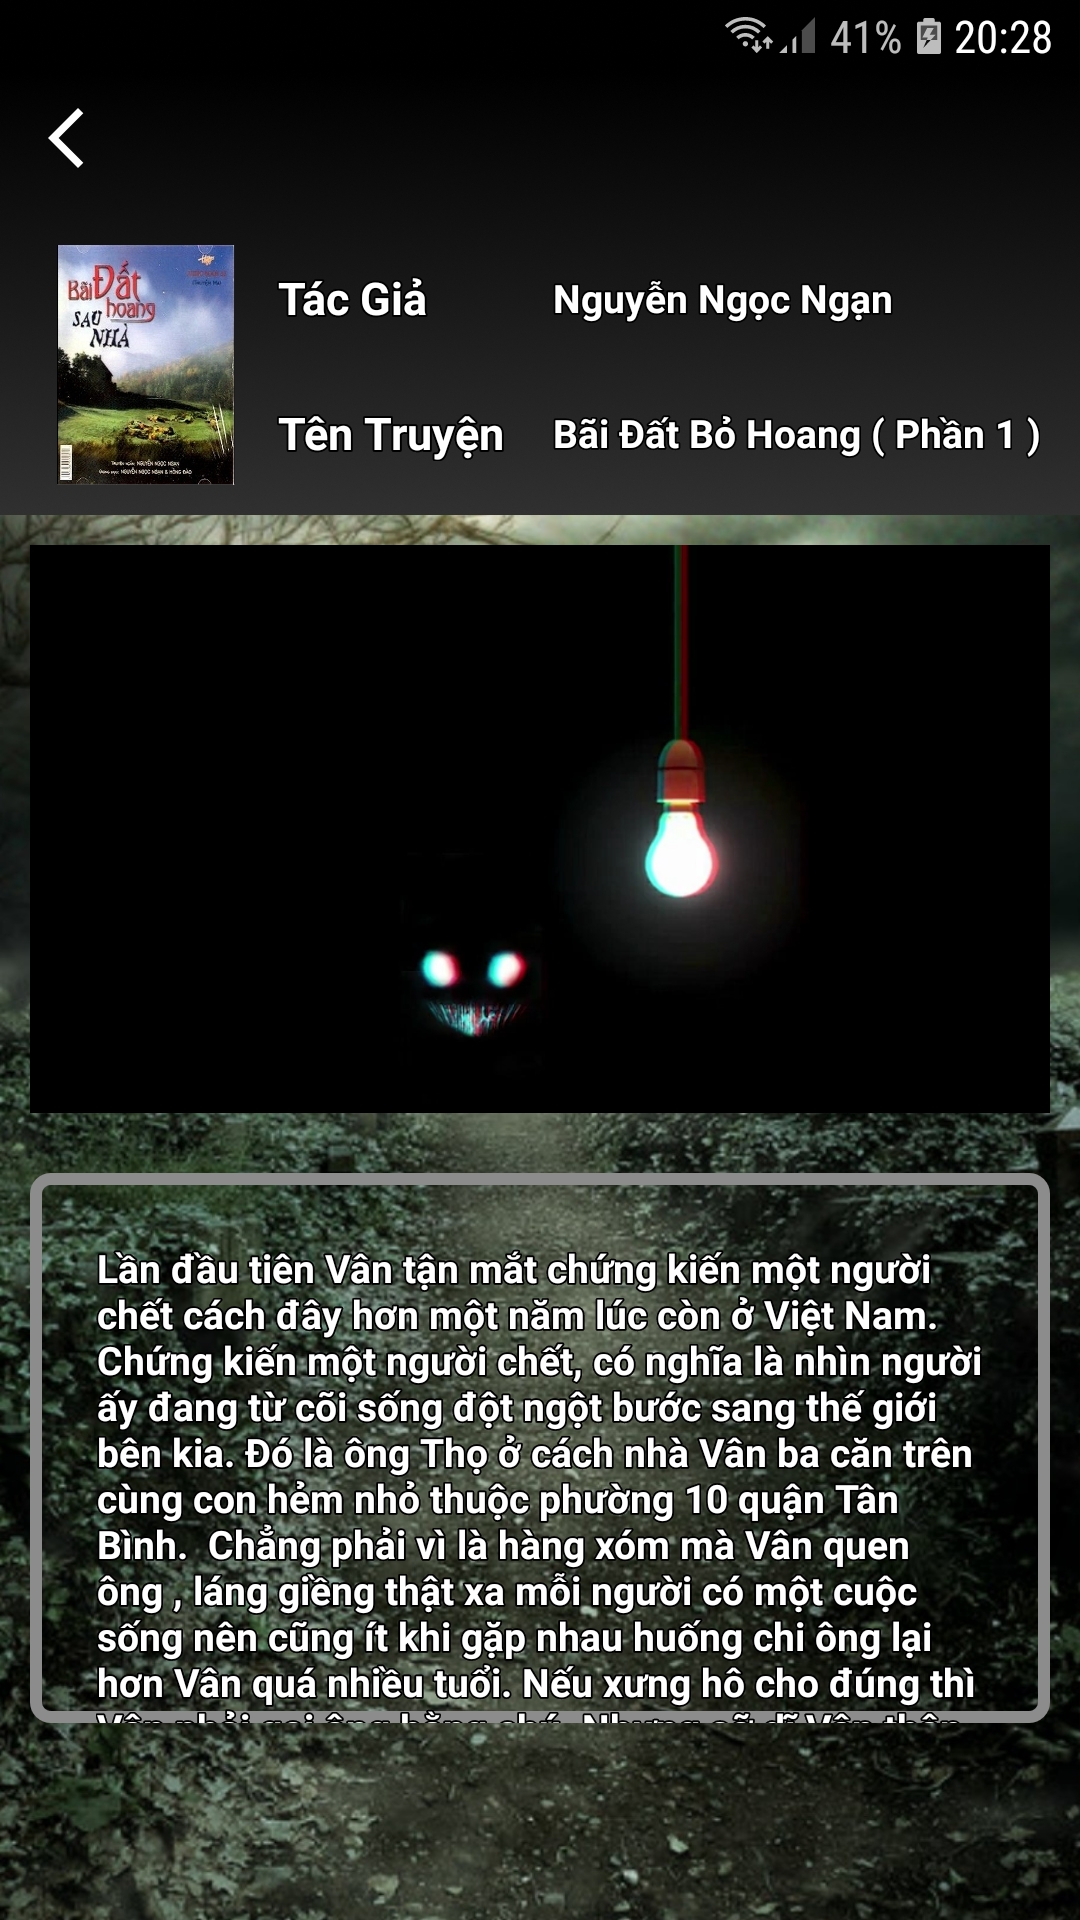 41% 20:28
Bãi Đất
hoang
SAU
NHÀ
Tác Giả
Nguyễn Ngọc Ngạn
Tên Truyện
Bãi Đất Bỏ Hoang ( Phần 1 )
Lần đầu tiên Vân tận mắt chứng kiến một người
chết cách đây hơn một năm lúc còn ở Việt Nam.
Chứng kiến một người chết, có nghĩa là nhìn người
ấy đang từ cõi sống đột ngột bước sang thế giới
bên kia. Đó là ông Thọ ở cách nhà Vân ba căn trên
cùng con hẻm nhỏ thuộc phường 10 quận Tân
Bình.  Chẳng phải vì là hàng xóm mà Vân quen
ông , láng giềng thật xa mỗi người có một cuộc
sống nên cũng ít khi gặp nhau huống chi ông lại
hơn Vân quá nhiều tuổi. Nếu xưng hô cho đúng thì